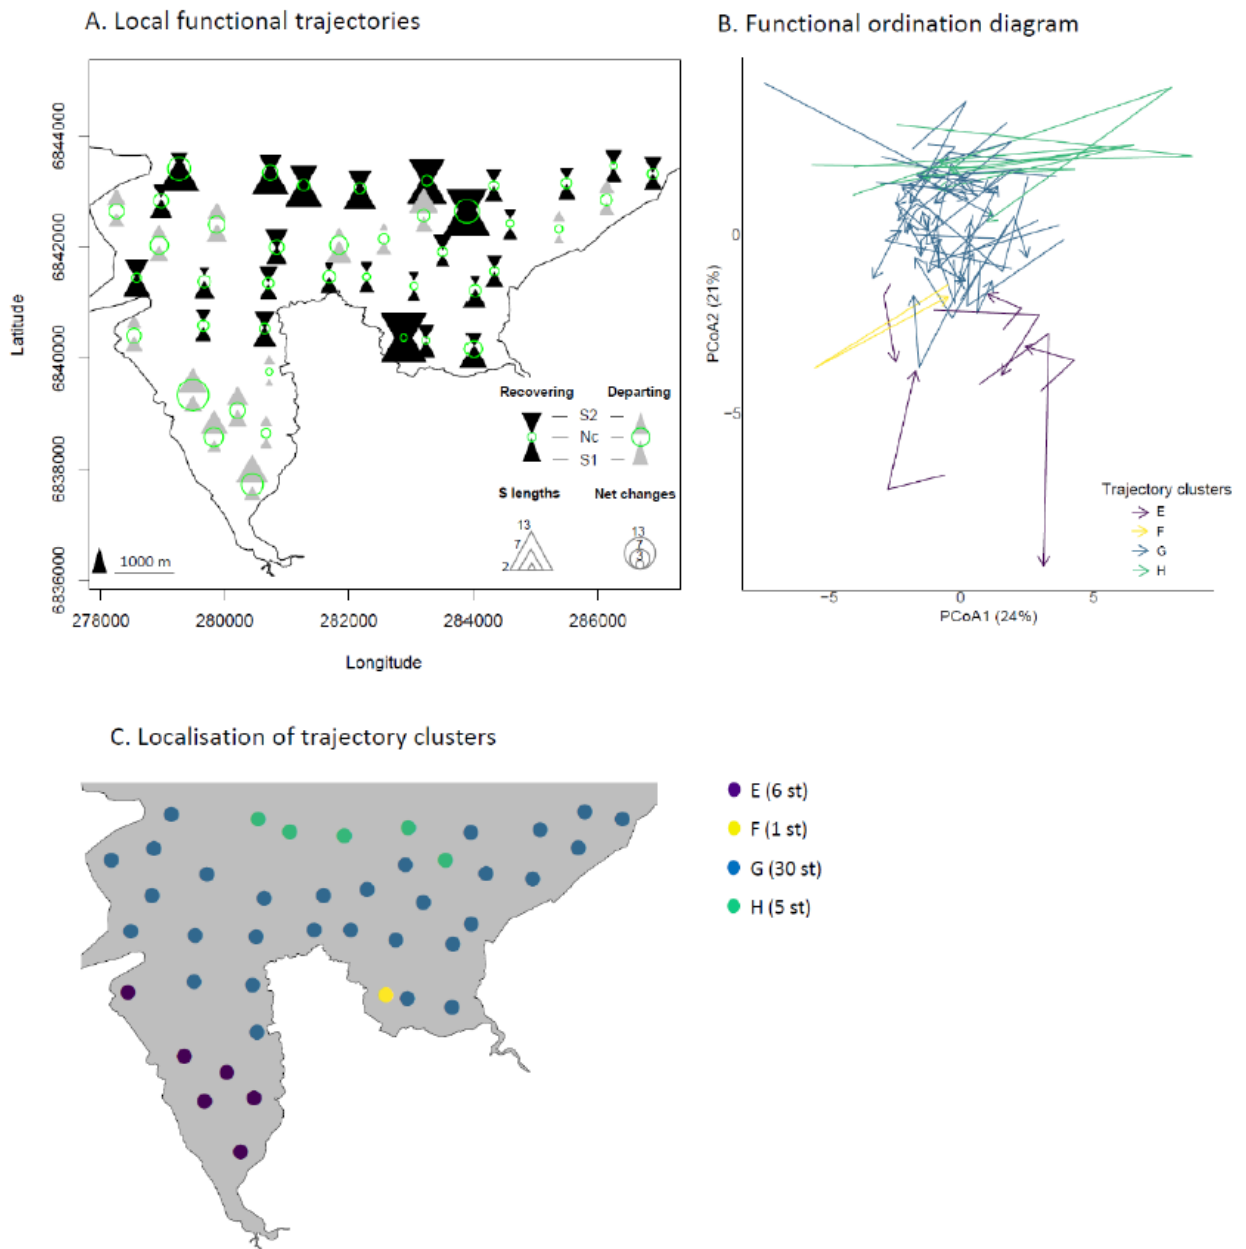 A. Local functional trajectories
B. Functional ordination diagram
6844000
6842000
6840000
6838000
6836000
Latitude
278000 280000 282000 284000 286000
Longitude
Recovering Departing
S2
Nc
S1
S lengths Net changes
13
7
2
13
7
3
1000 m
0
−5
PCoA2 (21%)
−5 0 5
PCoA1 (24%)
Trajectory clusters
E
F
G
H
C. Localisation of trajectory clusters
E (6 st)
F (1 st)
G (30 st)
H (5 st)